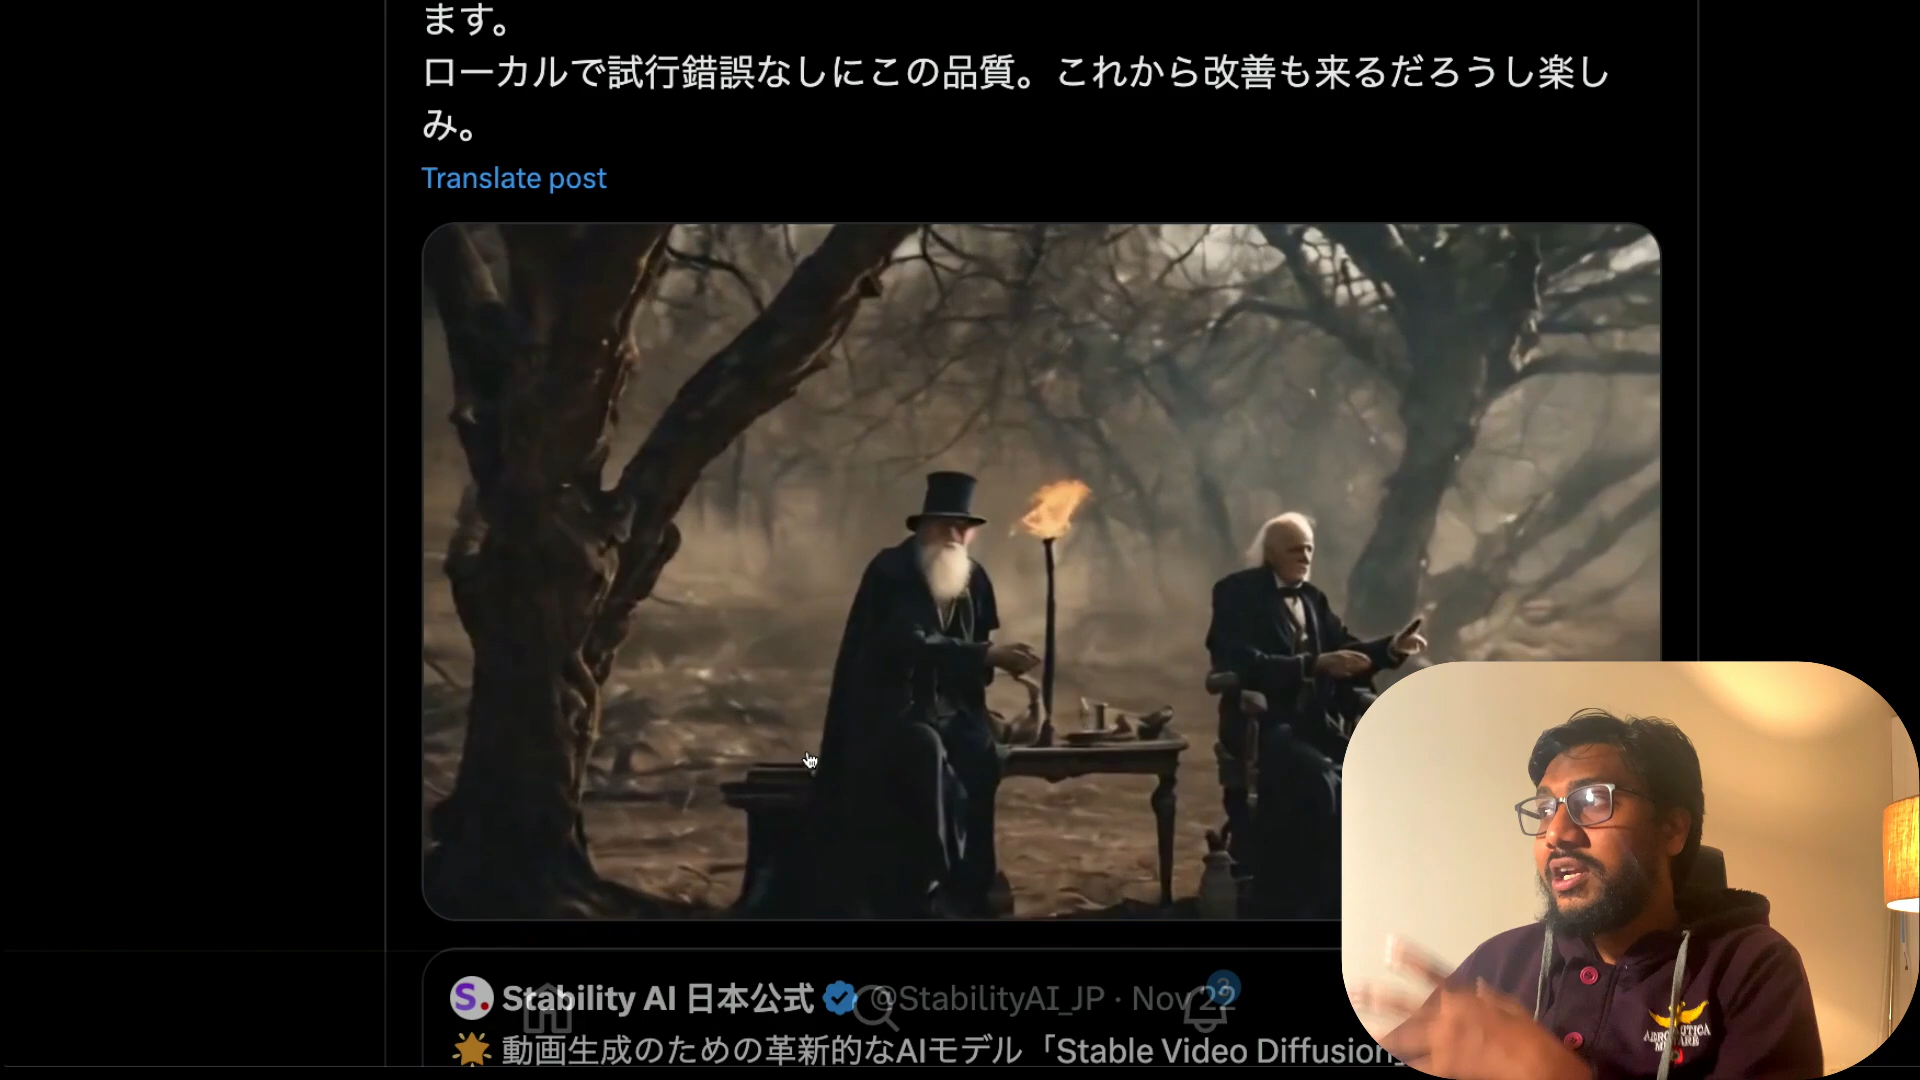 ます。
ローカルで試行錯誤なしにこの品質。これから改善も来るだろうし楽し
み。
Translate post
S.
Stability AI 日本公式 @StabilityAI_JP · Nov 22
2
🌟 動画生成のための革新的なAIモデル「Stable Video Diffusion」